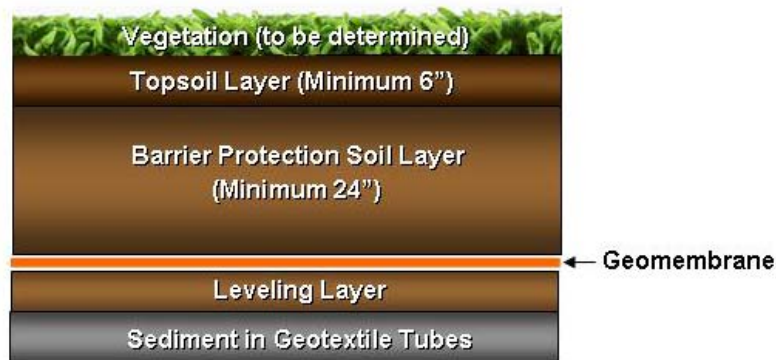 Vegetation (to be determined)
Topsoil Layer (Minimum 6”)
Barrier Protection Soil Layer
(Minimum 24”)
Geomembrane
Leveling Layer
Sediment in Geotextile Tubes